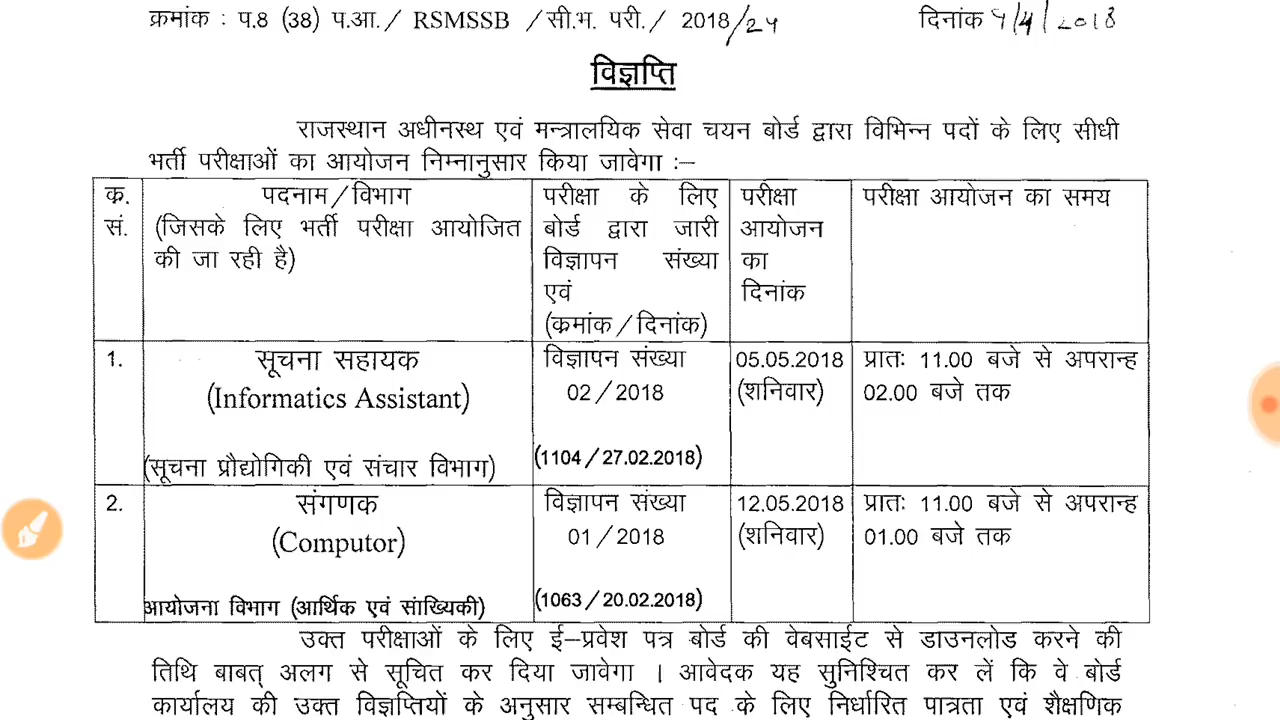 क्रमांक : प.8 (38) प.आ./ RSMSSB /सी.भ. परी./ 2018/24 दिनांक 9/4/2018
विज्ञप्ति
राजस्थान अधीनस्थ एवं मन्त्रालयिक सेवा चयन बोर्ड द्वारा विभिन्न पदों के लिए सीधी
भर्ती परीक्षाओं का आयोजन निम्नानुसार किया जावेगा :–
क्र. सं.
पदनाम/विभाग
(जिसके लिए भर्ती परीक्षा आयोजित
की जा रही है)
परीक्षा के लिए
बोर्ड द्वारा जारी
विज्ञापन संख्या
एवं
(क्रमांक/दिनांक)
परीक्षा
आयोजन
का
दिनांक
परीक्षा आयोजन का समय
1.
सूचना सहायक
(Informatics Assistant)
(सूचना प्रौद्योगिकी एवं संचार विभाग)
विज्ञापन संख्या
02/2018
(1104/27.02.2018)
05.05.2018
(शनिवार)
प्रातः 11.00 बजे से अपरान्ह
02.00 बजे तक
2.
संगणक
(Computor)
आयोजना विभाग (आर्थिक एवं सांख्यिकी)
विज्ञापन संख्या
01/2018
(1063/20.02.2018)
12.05.2018
(शनिवार)
प्रातः 11.00 बजे से अपरान्ह
01.00 बजे तक
उक्त परीक्षाओं के लिए ई–प्रवेश पत्र बोर्ड की वेबसाईट से डाउनलोड करने की
तिथि बाबत् अलग से सूचित कर दिया जावेगा । आवेदक यह सुनिश्चित कर लें कि वे बोर्ड
कार्यालय की उक्त विज्ञप्तियों के अनुसार सम्बन्धित पद के लिए निर्धारित पात्रता एवं शैक्षणिक